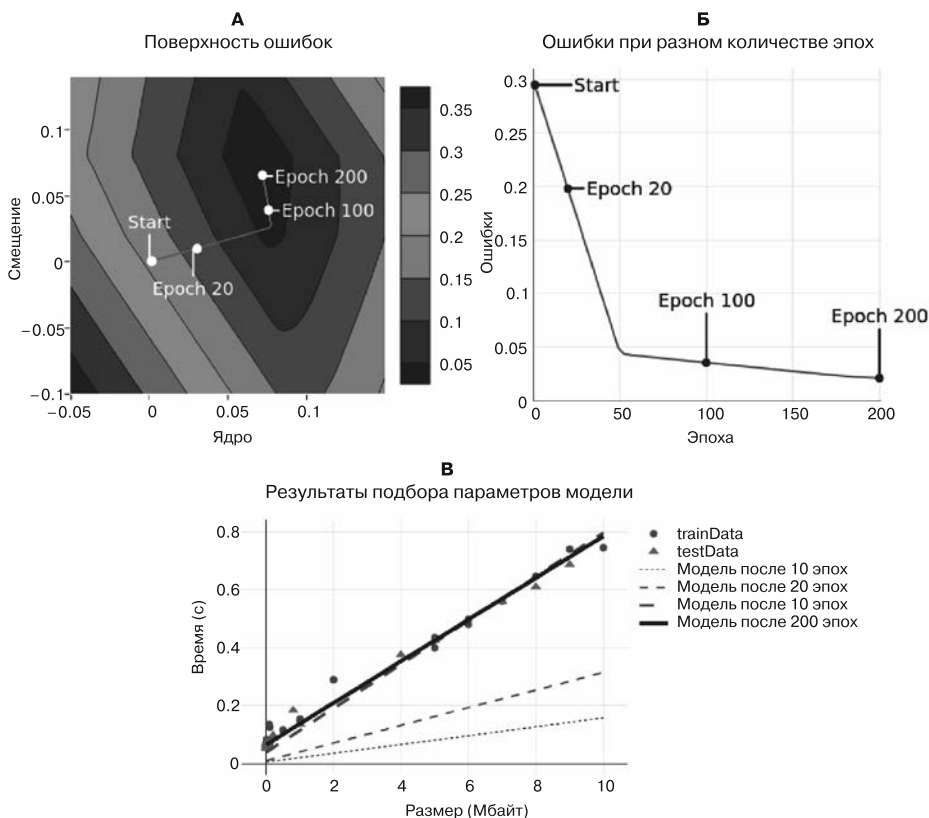 А
Поверхность ошибок
Смещение
0.1
0.05
0
−0.05
−0.1
−0.05
0
0.05
0.1
Ядро
Start
Epoch 20
Epoch 100
Epoch 200
0.35
0.3
0.25
0.2
0.15
0.1
0.05
Б
Ошибки при разном количестве эпох
Ошибки
0.3
0.25
0.2
0.15
0.1
0.05
0
0
50
100
150
200
Эпоха
Start
Epoch 20
Epoch 100
Epoch 200
В
Результаты подбора параметров модели
Время (с)
0.8
0.6
0.4
0.2
0
0
2
4
6
8
10
Размер (Мбайт)
trainData
testData
Модель после 10 эпох
Модель после 20 эпох
Модель после 10 эпох
Модель после 200 эпох